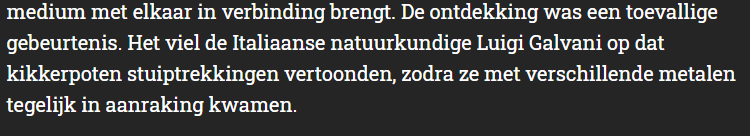 medium met elkaar in verbinding brengt. De ontdekking was een toevallige
gebeurtenis. Het viel de Italiaanse natuurkundige Luigi Galvani op dat
kikkerpoten stuiptrekkingen vertoonden, zodra ze met verschillende metalen
tegelijk in aanraking kwamen.